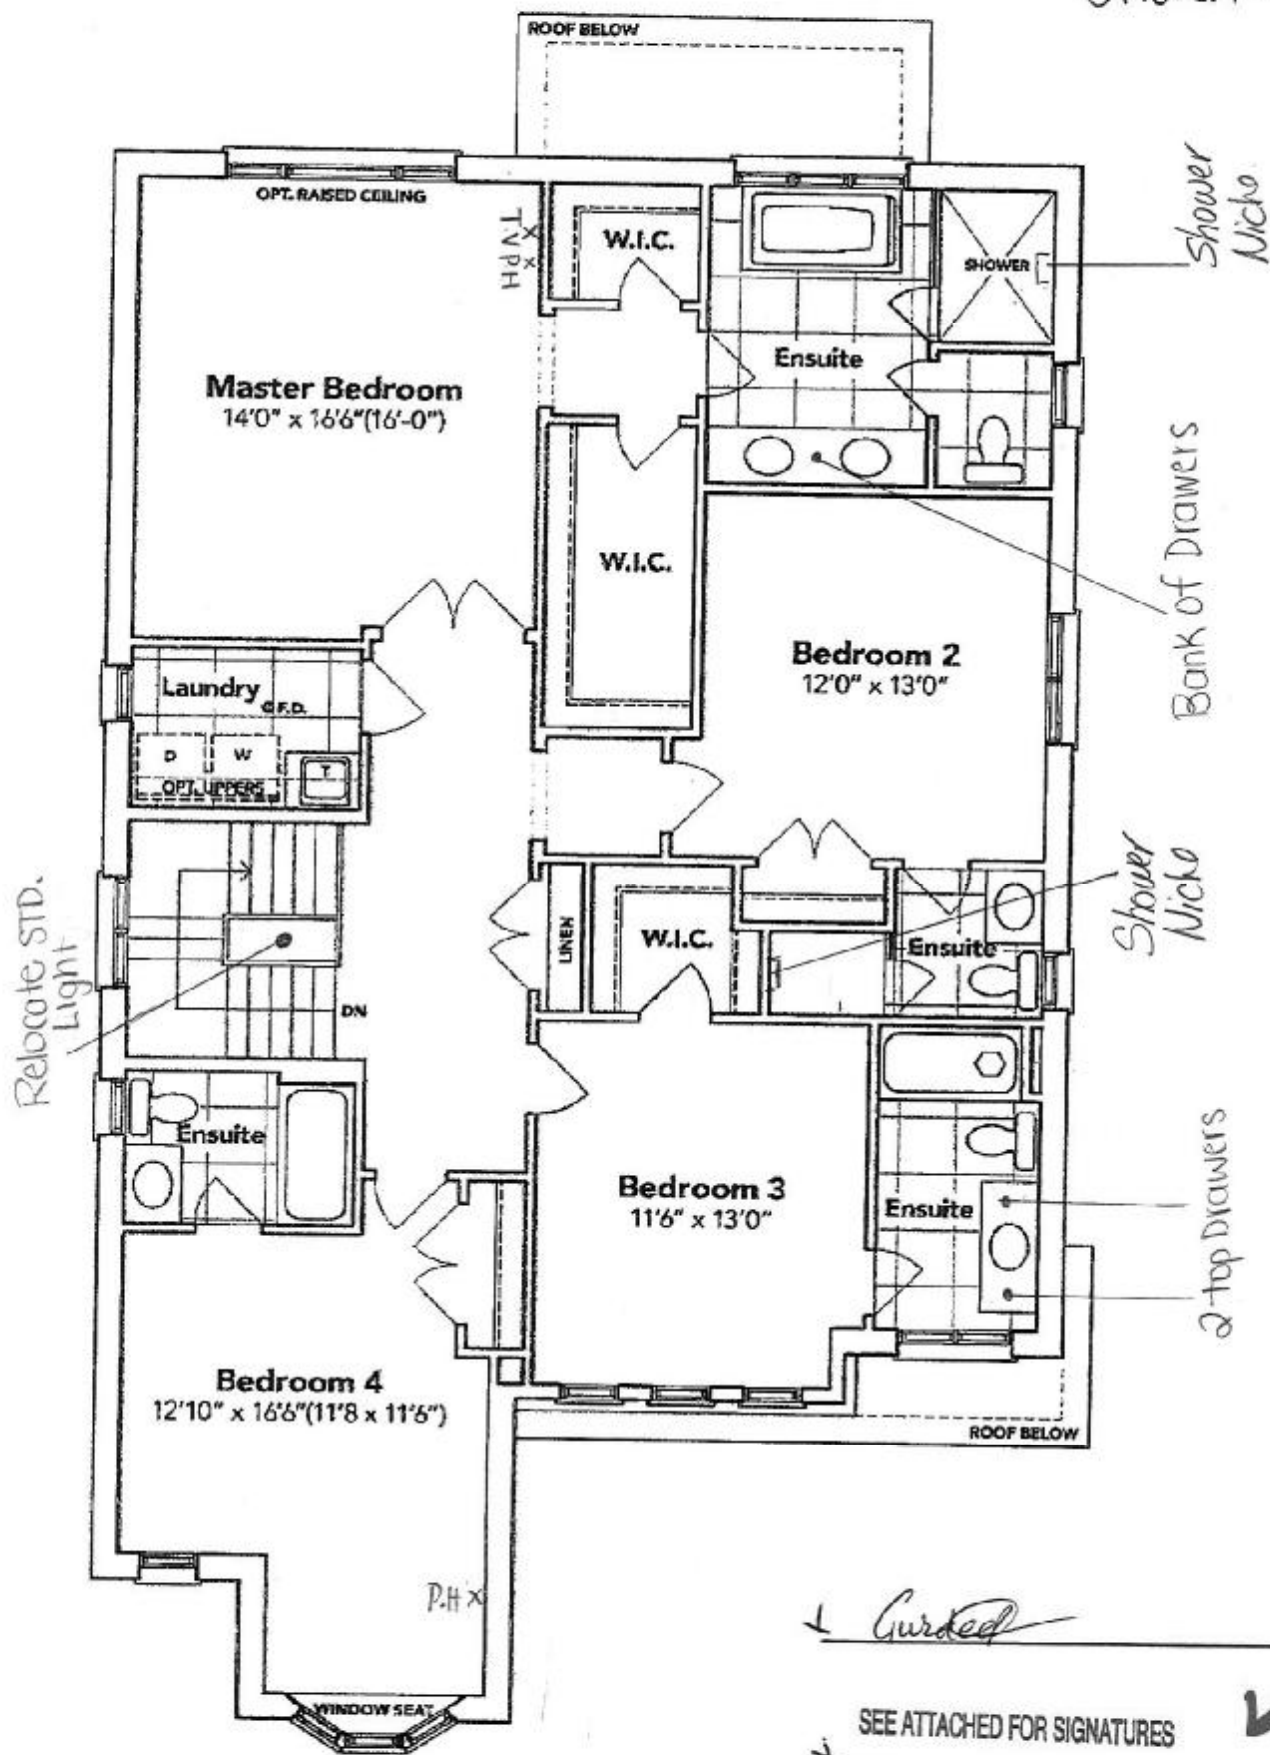 ROOF BELOW
OPT. RAISED CEILING
T.V PH
x x
W.I.C.
SHOWER
Shower
Niche
Master Bedroom
14'0" x 16'6"(16'-0")
Ensuite
W.I.C.
Bank of Drawers
Bedroom 2
12'0" x 13'0"
Laundry
F.D.
D
W
T
OPT. UPPERS
Relocate STD.
Light
DN
LINEN
W.I.C.
Ensuite
Shower
Niche
Ensuite
Bedroom 3
11'6" x 13'0"
Ensuite
2 top Drawers
Bedroom 4
12'10" x 16'6"(11'8 x 11'6")
ROOF BELOW
P.H x
WINDOW SEAT
SEE ATTACHED FOR SIGNATURES